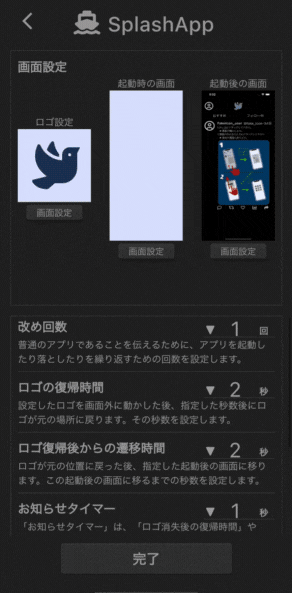 SplashApp
画面設定
ロゴ設定
起動時の画面
起動後の画面
画面設定
画面設定
画面設定
改め回数
▼ 1 回
普通のアプリであることを伝えるために、アプリを起動し
たり落としたりを繰り返すための回数を設定します。
ロゴの復帰時間
▼ 2 秒
設定したロゴを画面外に動かした後、指定した秒数後にロ
ゴが元の場所に戻ります。その秒数を設定します。
ロゴ復帰後からの遷移時間
▼ 2 秒
ロゴが元の位置に戻った後、指定した起動後の画面に移り
ます。この起動後の画面に移るまでの秒数を設定します。
お知らせタイマー
▼ 1 秒
「お知らせタイマー」は、「ロゴ消失後の復帰時間」や
完了